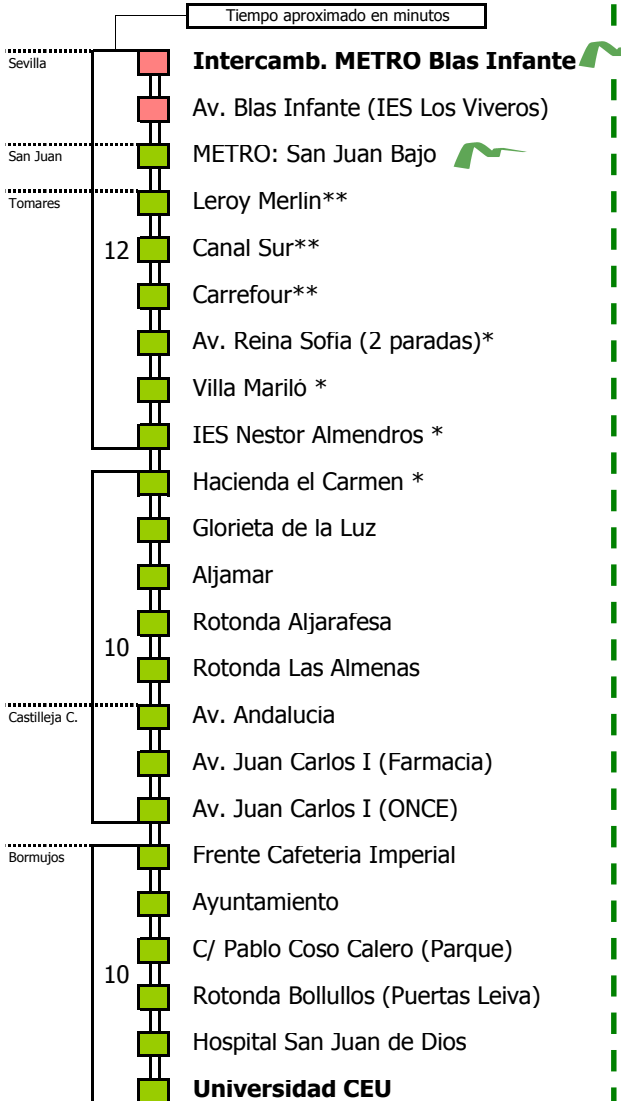 Tiempo aproximado en minutos
Sevilla
Intercamb. METRO Blas Infante
Av. Blas Infante (IES Los Viveros)
San Juan
METRO: San Juan Bajo
Tomares
Leroy Merlin**
12
Canal Sur**
Carrefour**
Av. Reina Sofia (2 paradas)*
Villa Mariló *
IES Nestor Almendros *
Hacienda el Carmen *
Glorieta de la Luz
Aljamar
Rotonda Aljarafesa
10
Rotonda Las Almenas
Castilleja C.
Av. Andalucia
Av. Juan Carlos I (Farmacia)
Av. Juan Carlos I (ONCE)
Bormujos
Frente Cafeteria Imperial
Ayuntamiento
C/ Pablo Coso Calero (Parque)
10
Rotonda Bollullos (Puertas Leiva)
Hospital San Juan de Dios
Universidad CEU